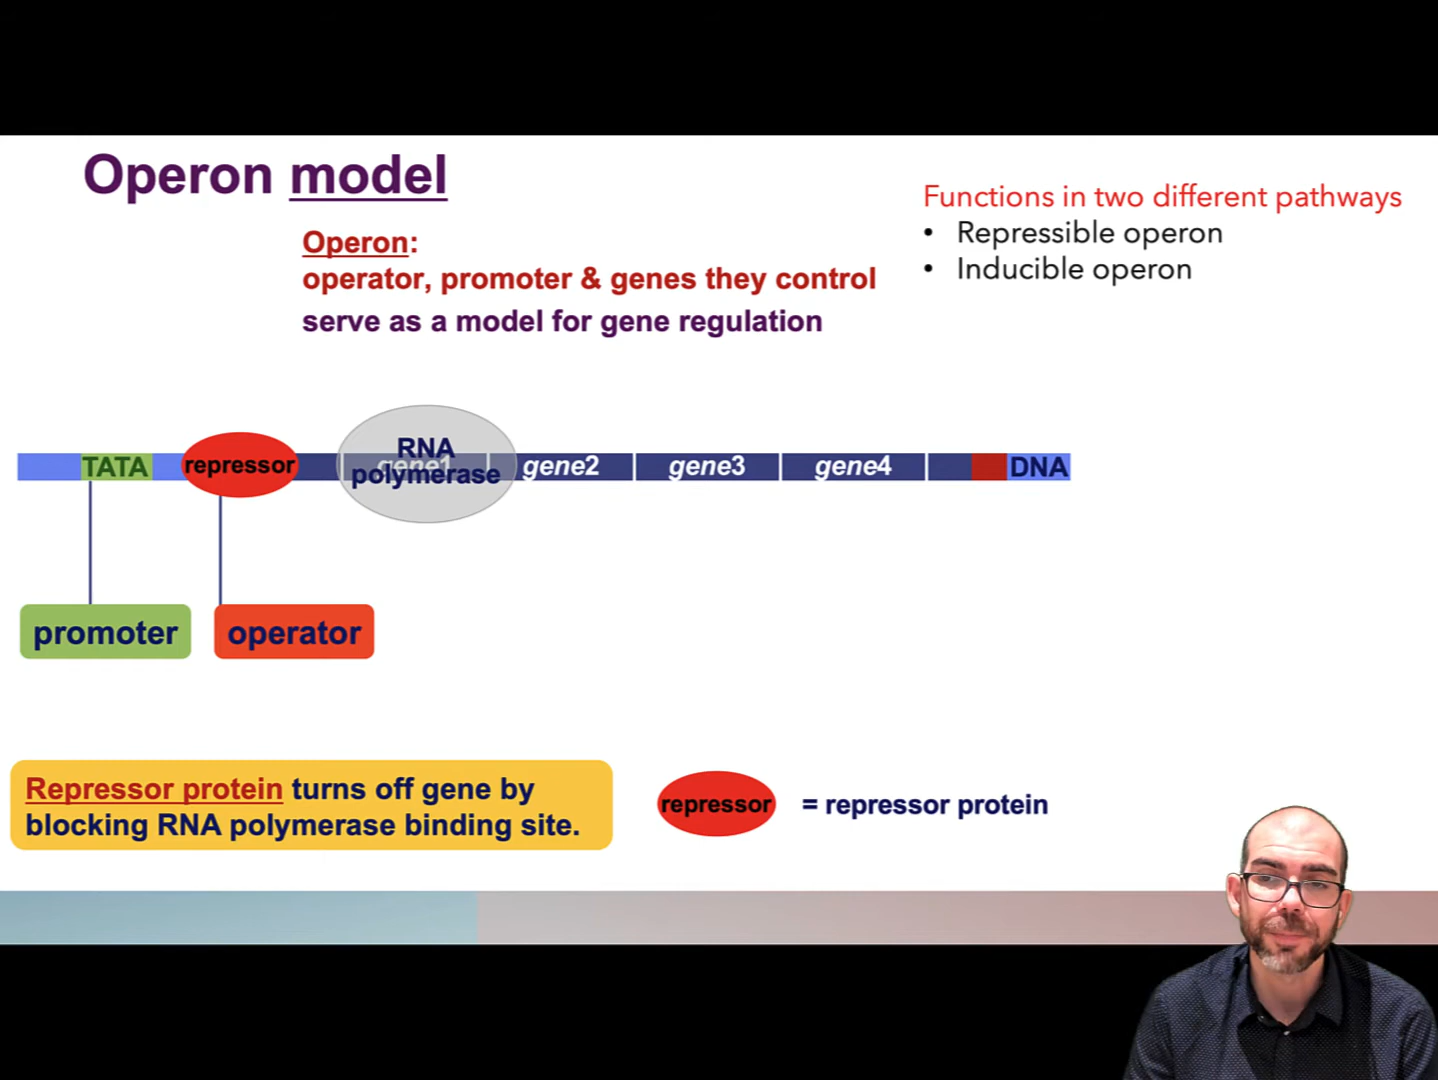 Operon model
Functions in two different pathways
• Repressible operon
• Inducible operon
Operon:
operator, promoter & genes they control
serve as a model for gene regulation
TATA
repressor
RNA
polymerase
gene1
gene2
gene3
gene4
DNA
promoter
operator
Repressor protein turns off gene by
blocking RNA polymerase binding site.
repressor
= repressor protein